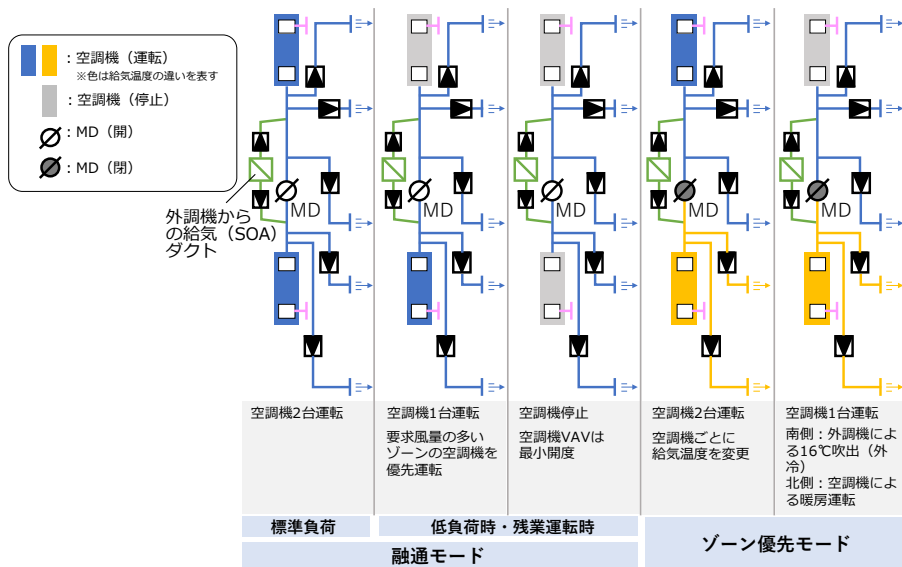 ：空調機（運転）
※色は給気温度の違いを表す
：空調機（停止）
：MD（開）
：MD（閉）
外調機から
の給気（SOA）
ダクト
MD
MD
MD
MD
MD
空調機2台運転
空調機1台運転
要求風量の多い
ゾーンの空調機を
優先運転
空調機停止
空調機VAVは
最小開度
空調機2台運転
空調機ごとに
給気温度を変更
空調機1台運転
南側：外調機によ
る16℃吹出（外
冷）
北側：空調機によ
る暖房運転
標準負荷
低負荷時・残業運転時
融通モード
ゾーン優先モード